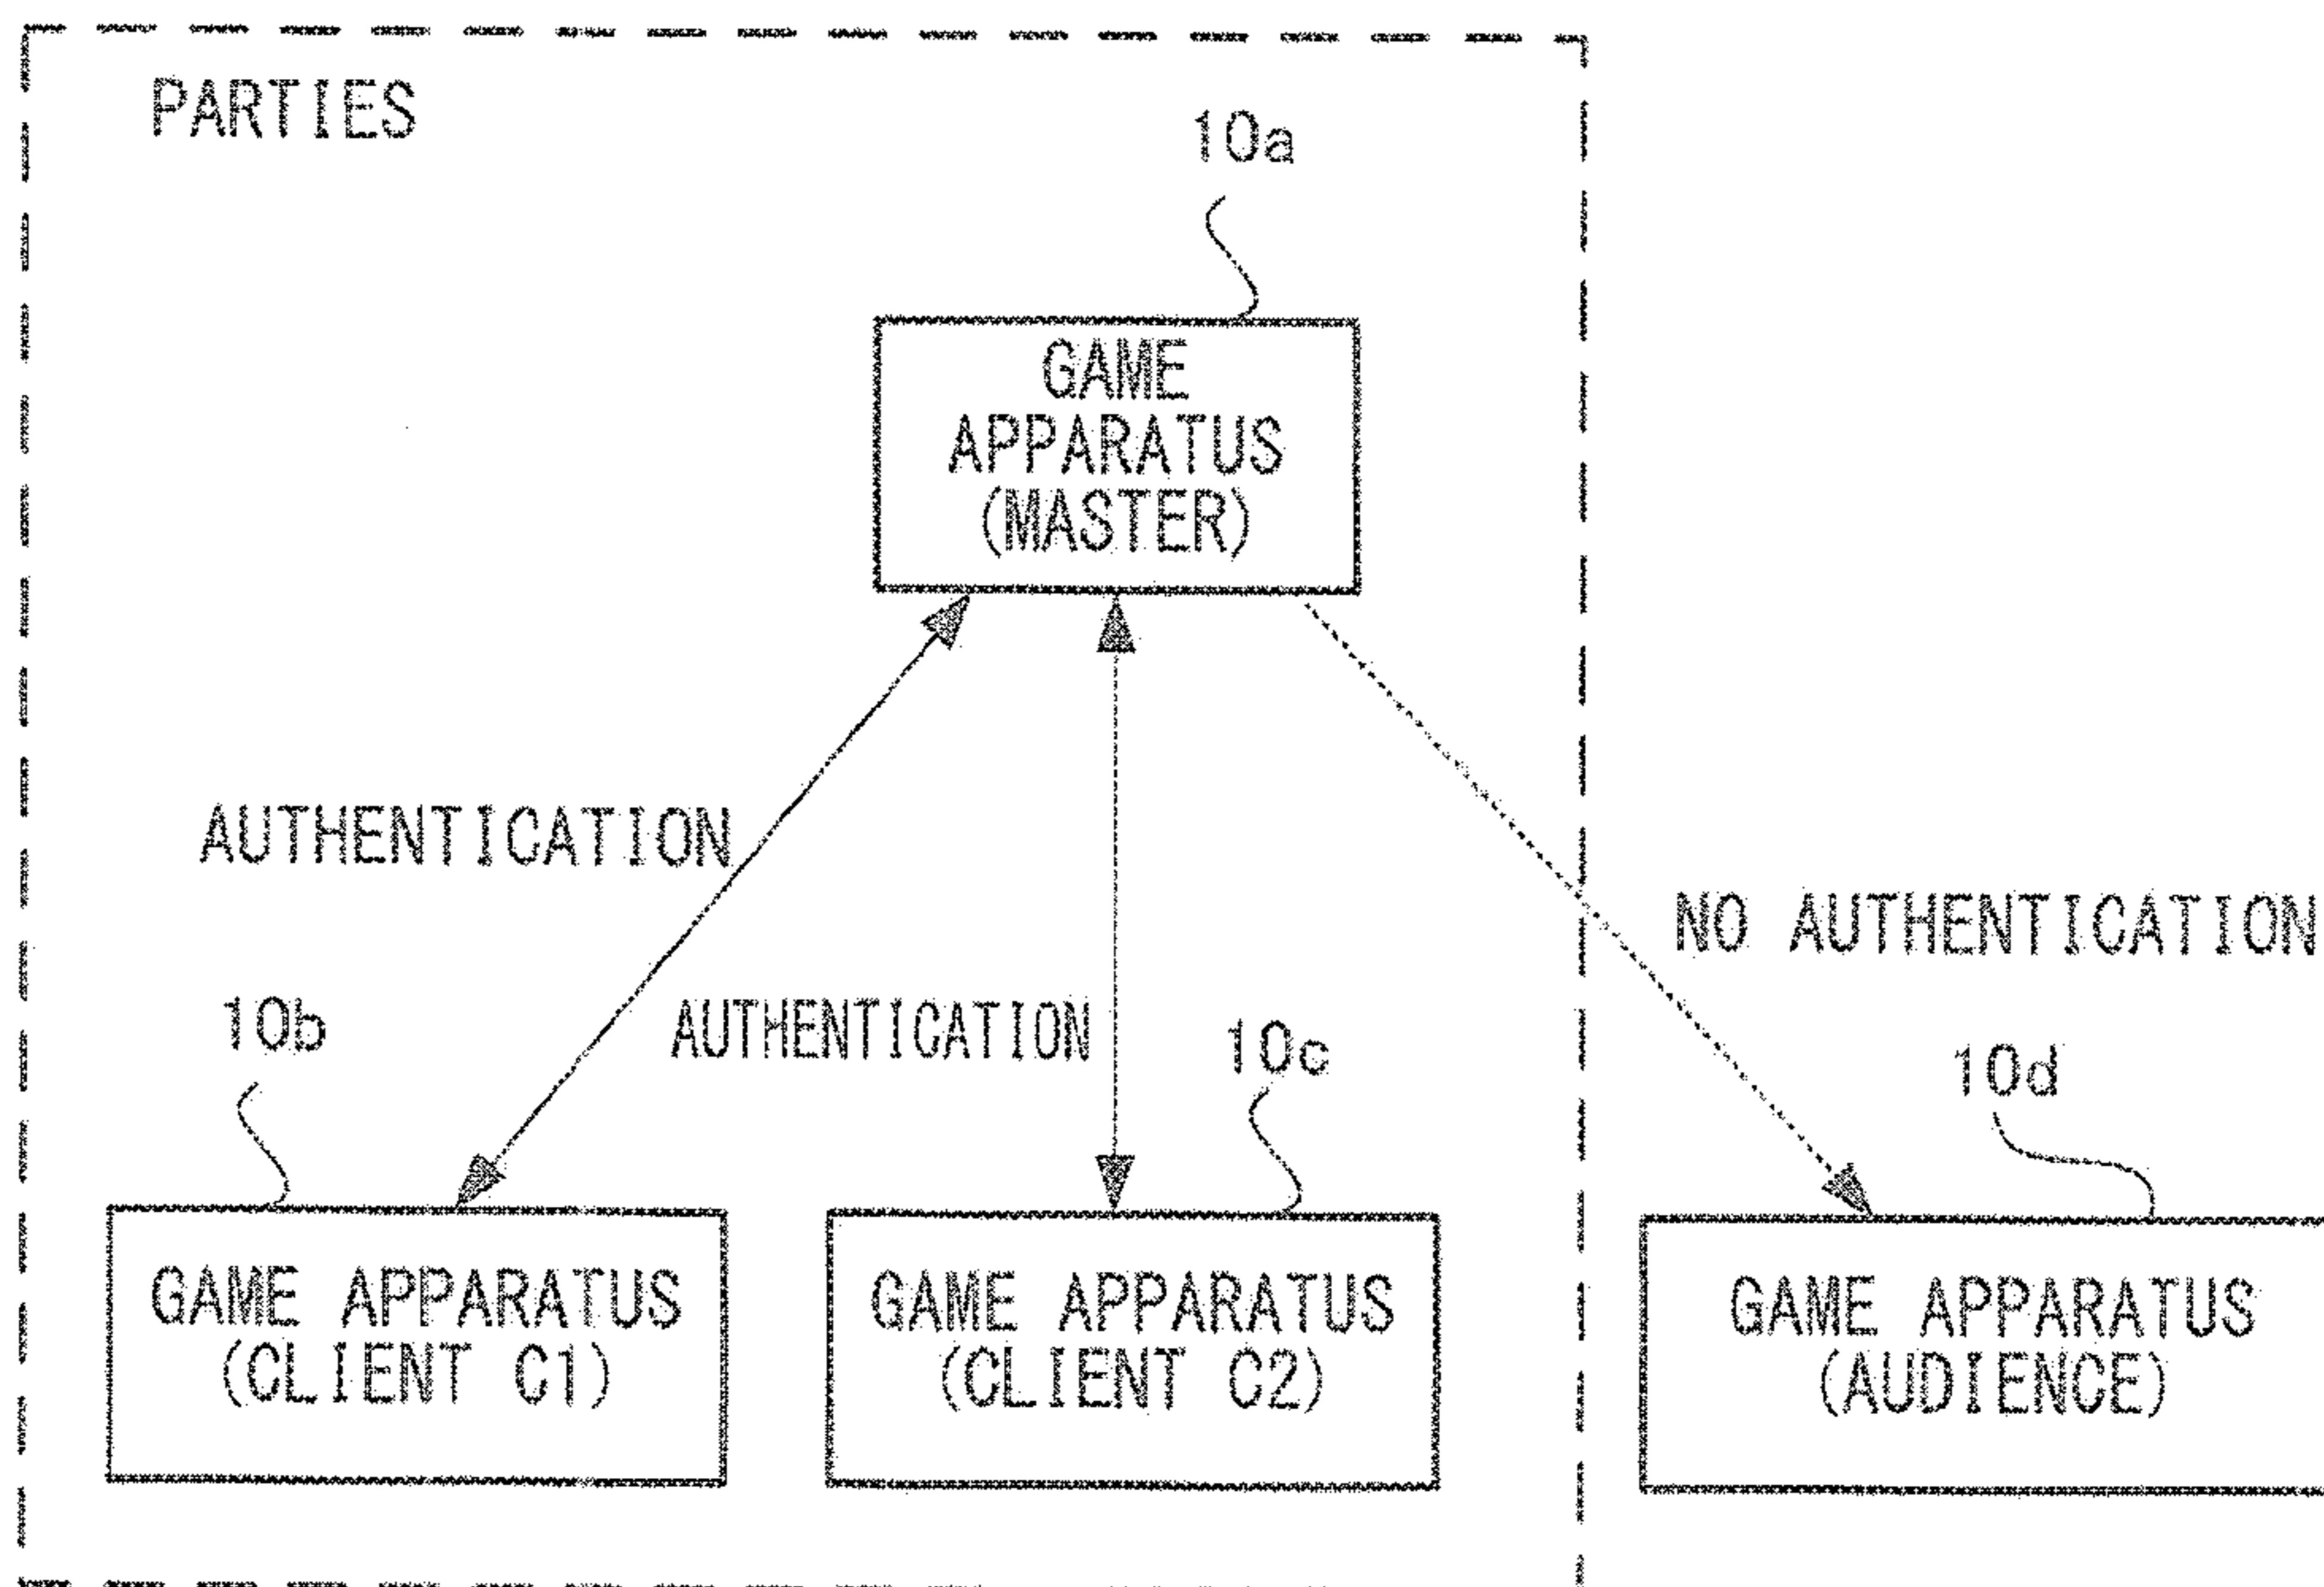 PARTIES
10a
GAME
APPARATUS
(MASTER)
AUTHENTICATION
NO AUTHENTICATION
10b
AUTHENTICATION
10c
10d
GAME APPARATUS
(CLIENT C1)
GAME APPARATUS
(CLIENT C2)
GAME APPARATUS
(AUDIENCE)